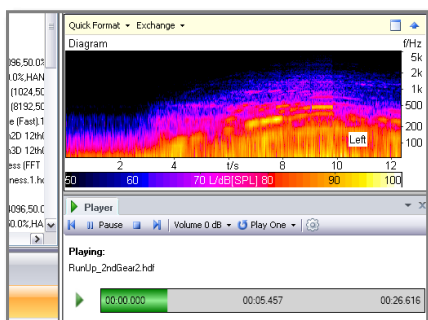 Quick Format Exchange
Diagram f/Hz
5k
2k
1k
500
200
100
Left
2 4 t/s 8 10 12
50 60 70 L/dB[SPL] 80 90 100
096,50.0%
0.0%,HAN
(1024,50
(8192,50
e (Fast).1
2D 12th
3D 12th
ess (FFT
ness.1.h
4096,50.0
50.0%,HA
Player
Pause Volume 0 dB Play One
Playing:
RunUp_2ndGear2.hdf
00:00.000 00:05.457 00:26.616